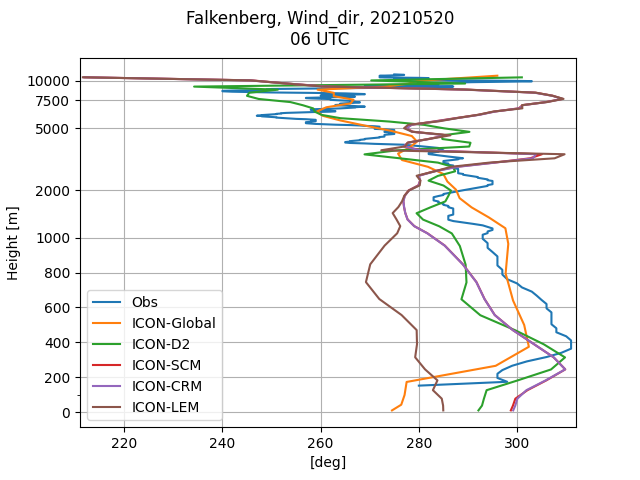 Falkenberg, Wind_dir, 20210520
06 UTC
10000
7500
5000
2000
1000
800
600
400
200
0
Height [m]
Obs
ICON-Global
ICON-D2
ICON-SCM
ICON-CRM
ICON-LEM
220 240 260 280 300
[deg]